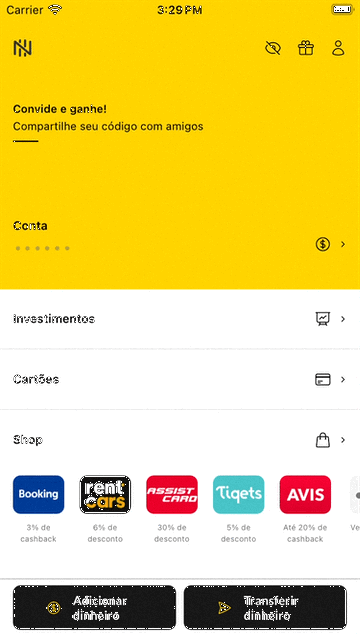 Carrier 3:29 PM
Convide e ganhe!
Compartilhe seu código com amigos
Conta
Investimentos
Cartões
Shop
Booking
rent cars
ASSIST CARD
Tiqets
AVIS
3% de cashback
6% de desconto
30% de desconto
5% de desconto
Até 20% de cashback
Adicionar dinheiro
Transferir dinheiro